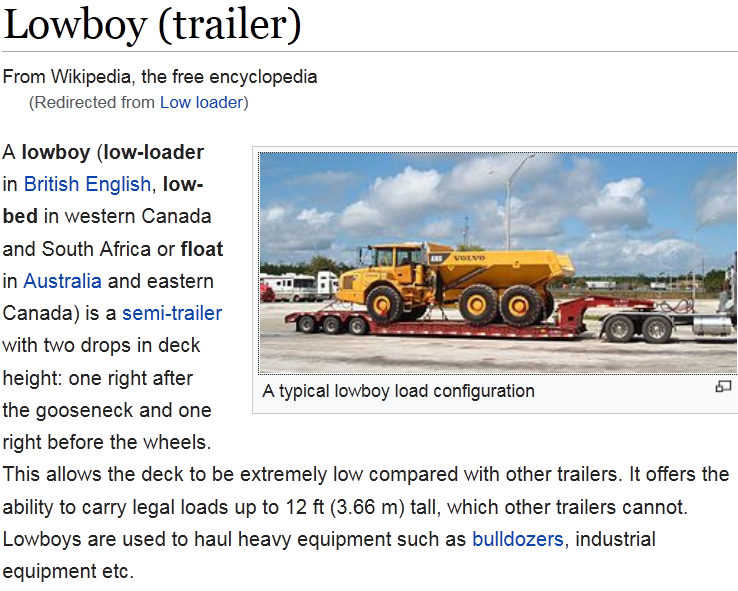 Lowboy (trailer)
From Wikipedia, the free encyclopedia
(Redirected from Low loader)
A lowboy (low-loader
in British English, low-
bed in western Canada
and South Africa or float
in Australia and eastern
Canada) is a semi-trailer
with two drops in deck
height: one right after
the gooseneck and one
right before the wheels.
VOLVO
A typical lowboy load configuration
This allows the deck to be extremely low compared with other trailers. It offers the
ability to carry legal loads up to 12 ft (3.66 m) tall, which other trailers cannot.
Lowboys are used to haul heavy equipment such as bulldozers, industrial
equipment etc.